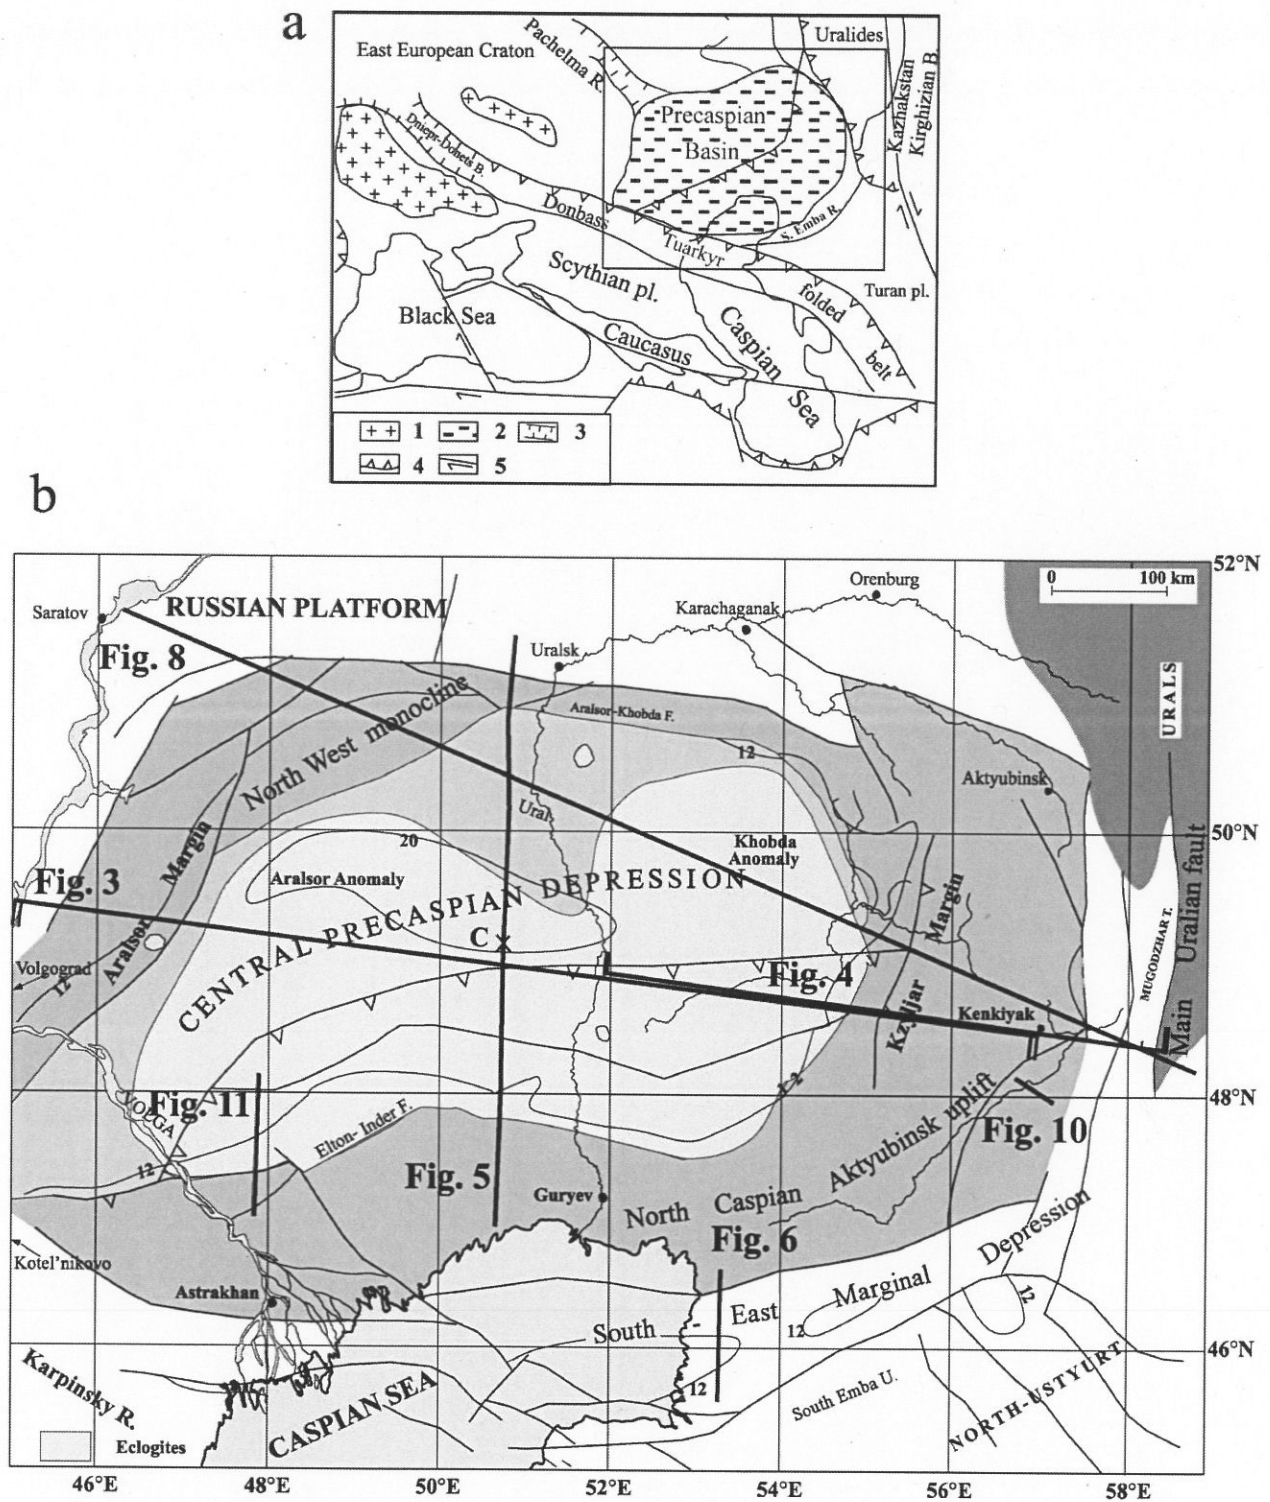 a
East European Craton
Pachelma R.
Uralides
Kazhakstan
Kirghizian B.
Precaspian
Basin
Dniepr-Donets B.
Donbass
S. Emba R.
Tuarkyr
Scythian pl.
folded
belt
Turan pl.
Black Sea
Caucasus
Caspian
Sea
1
2
3
4
5
b
52°N
0
100 km
Orenburg
Karachaganak
Saratov
RUSSIAN PLATFORM
Fig. 8
Uralsk
URALS
North West monocline
Aralsor-Khobda F.
12
Aktyubinsk
Ural
50°N
20
Khobda
Anomaly
Aralsor Anomaly
Fig. 3
Aralsor
Margin
CENTRAL PRECASPIAN DEPRESSION
C
Margin
Kzyljar
MUGODZHAR T.
Main
Uralian fault
Volgograd
12
Fig. 4
Kenkiyak
VOLGA
Fig. 11
12
48°N
Elton- Inder F.
Aktyubinsk uplift
Fig. 10
12
Fig. 5
Guryev
North
Caspian
Fig. 6
Kotel'nikovo
Astrakhan
South
East
Marginal
Depression
12
12
46°N
12
Karpinsky R.
CASPIAN SEA
South Emba U.
NORTH-USTYURT
Eclogites
46°E
48°E
50°E
52°E
54°E
56°E
58°E